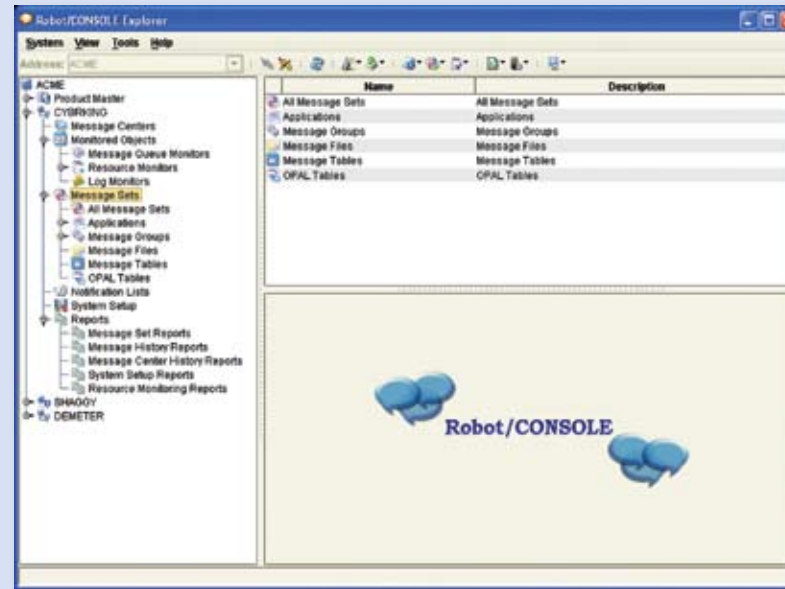 Robot/CONSOLE Explorer
System View Tools Help
Address: ACME
ACME
Product Master
CYBRKING
Message Centers
Monitored Objects
Message Queue Monitors
Resource Monitors
Log Monitors
Message Sets
All Message Sets
Applications
Message Groups
Message Files
Message Tables
OPAL Tables
Notification Lists
System Setup
Reports
Message Set Reports
Message History Reports
Message Center History Reports
System Setup Reports
Resource Monitoring Reports
SHAGGY
DEMETER
Name Description
All Message Sets All Message Sets
Applications Applications
Message Groups Message Groups
Message Files Message Files
Message Tables Message Tables
OPAL Tables OPAL Tables
Robot/CONSOLE